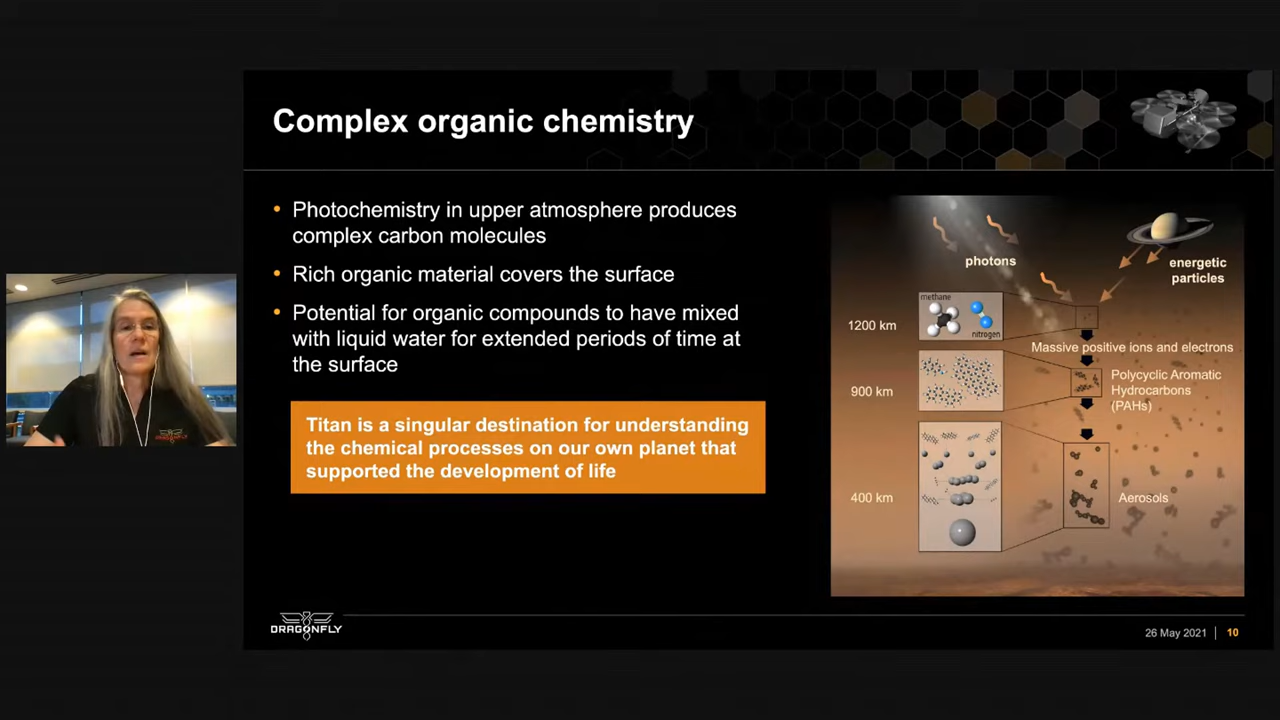 Complex organic chemistry
• Photochemistry in upper atmosphere produces
complex carbon molecules
• Rich organic material covers the surface
• Potential for organic compounds to have mixed
with liquid water for extended periods of time at
the surface
Titan is a singular destination for understanding
the chemical processes on our own planet that
supported the development of life
photons
energetic
particles
methane
nitrogen
1200 km
Massive positive ions and electrons
900 km
Polycyclic Aromatic
Hydrocarbons
(PAHs)
400 km
Aerosols
DRAGONFLY
DRAGONFLY
26 May 2021 | 10